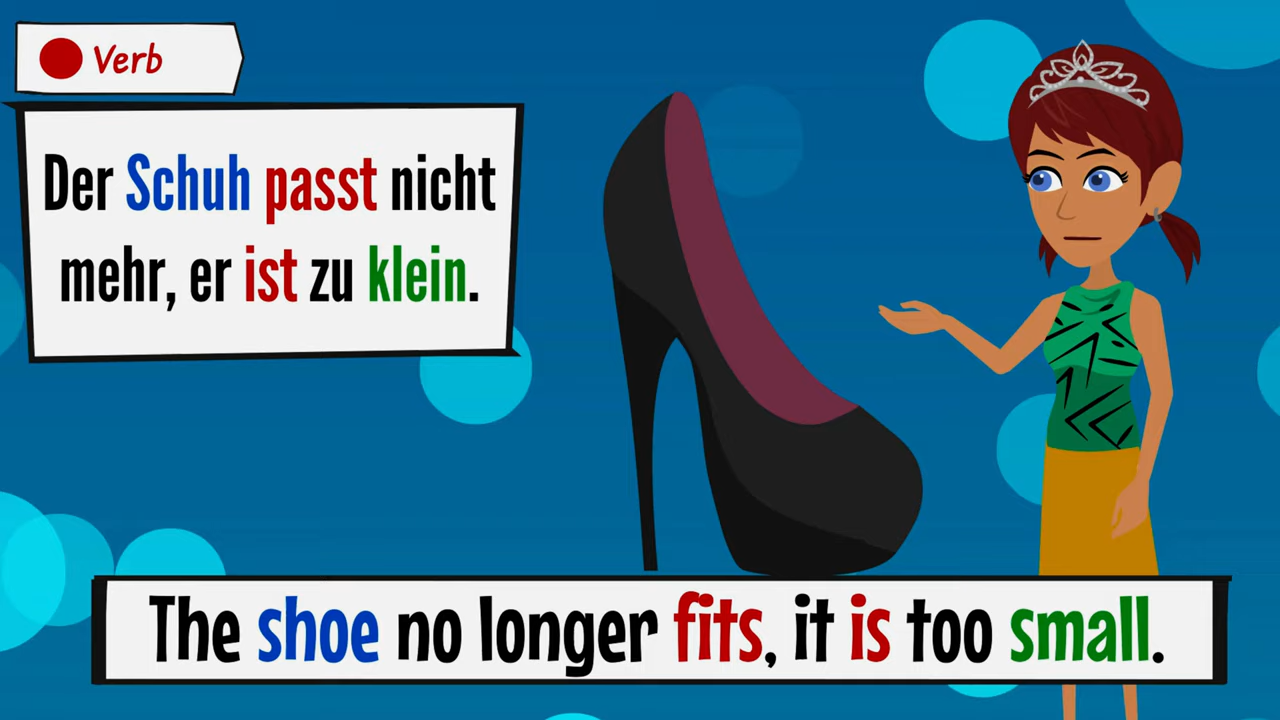 Verb
Der Schuh passt nicht
mehr, er ist zu klein.
The shoe no longer fits, it is too small.